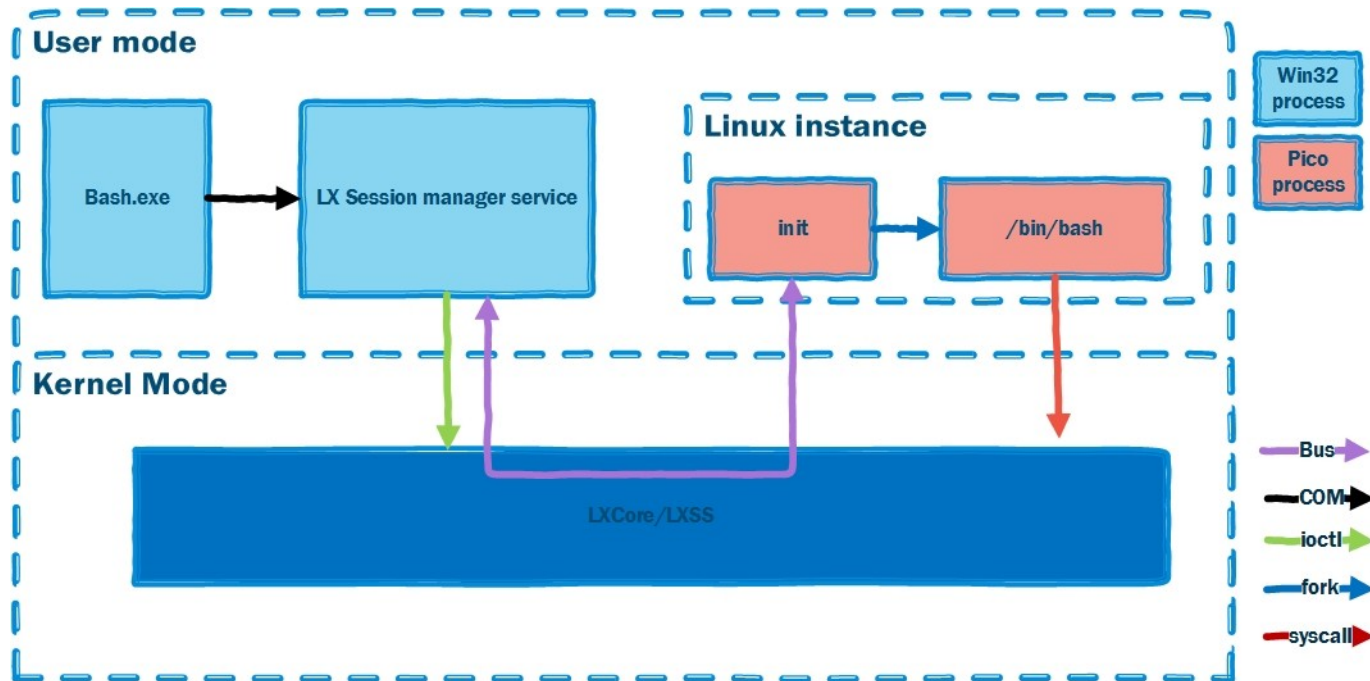 User mode
Bash.exe
LX Session manager service
Linux instance
init
/bin/bash
Win32
process
Pico
process
Kernel Mode
LXCore/LXSS
Bus
COM
ioctl
fork
syscall